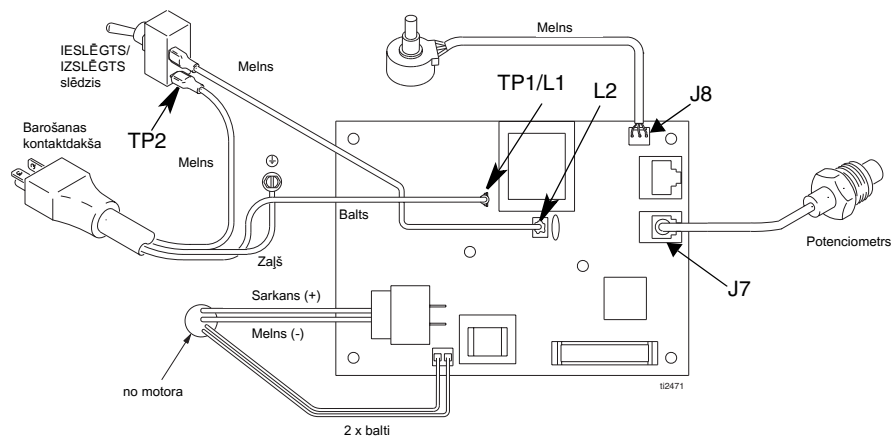 IESLĒGTS/
IZSLĒGTS
slēdzis
Melns
Melns
TP1/L1
L2
J8
TP2
Barošanas
kontaktdakša
Melns
Balts
Zaļš
Potenciometrs
J7
Sarkans (+)
Melns (-)
no motora
2 x balti
ti2471